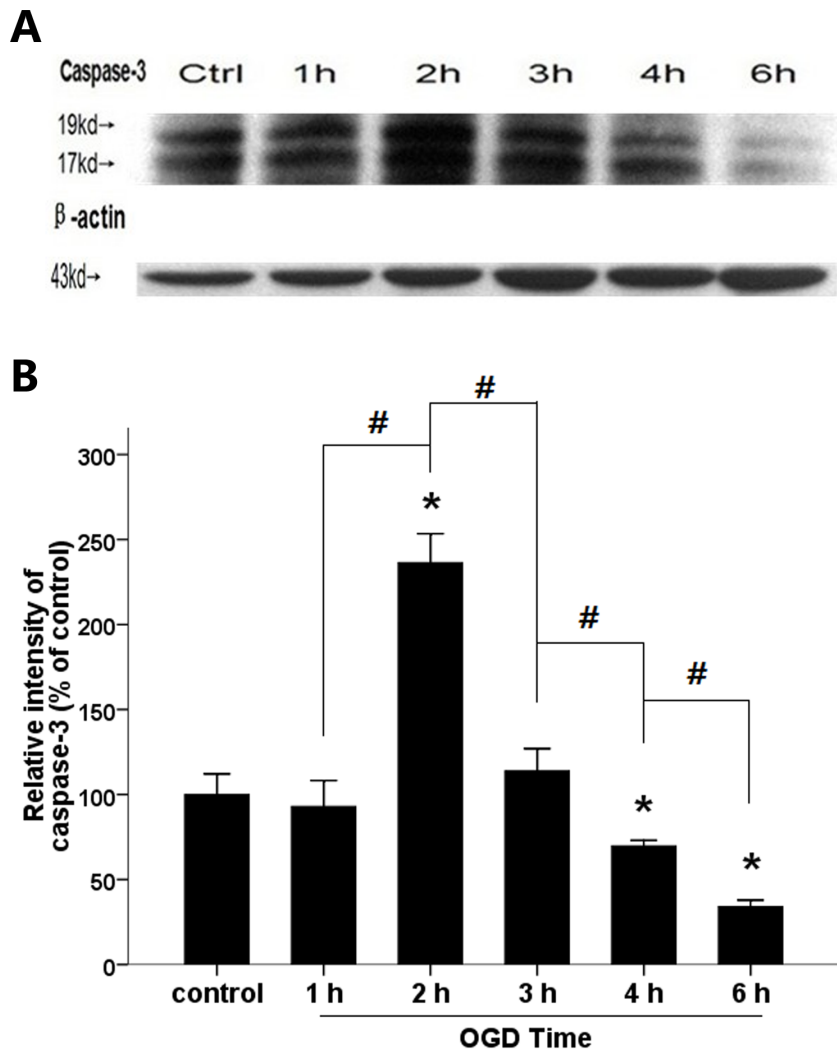 A
Caspase-3 Ctrl 1h 2h 3h 4h 6h
19kd→
17kd→
β-actin
43kd→
B
# #
*
300
250
200
#
#
150
100
*
*
50
0
Relative intensity of
caspase-3 (% of control)
control 1 h 2 h 3 h 4 h 6 h
OGD Time